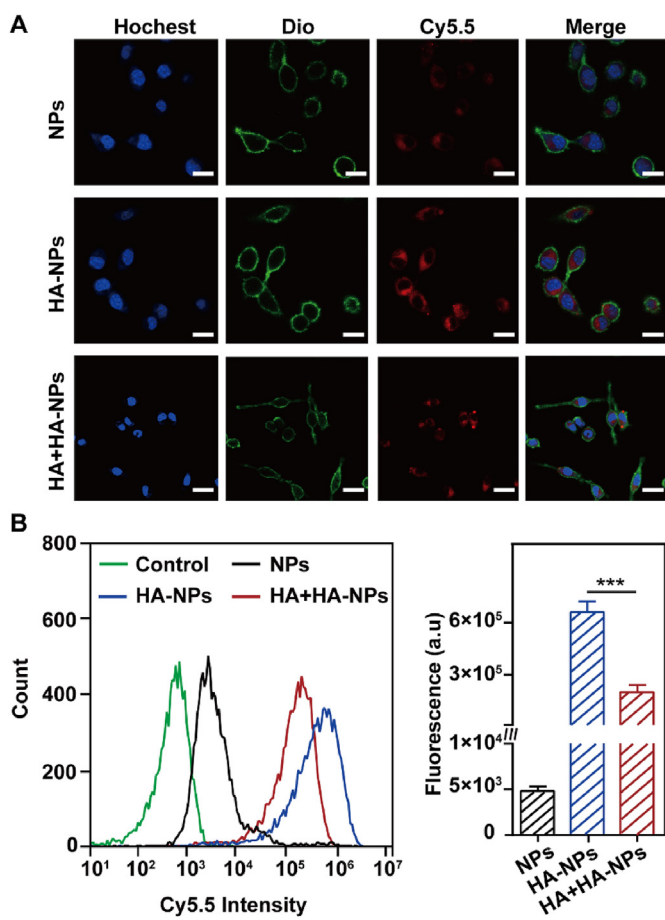 A
Hochest Dio Cy5.5 Merge
NPs
HA-NPs
HA+HA-NPs
B
800
600
400
200
0
Count
Control NPs
HA-NPs HA+HA-NPs
10¹ 10² 10³ 10⁴ 10⁵ 10⁶ 10⁷
Cy5.5 Intensity
Fluorescence (a.u)
6×10⁵
3×10⁵
1×10⁴
5×10³
0
***
NPs
HA-NPs
HA+HA-NPs